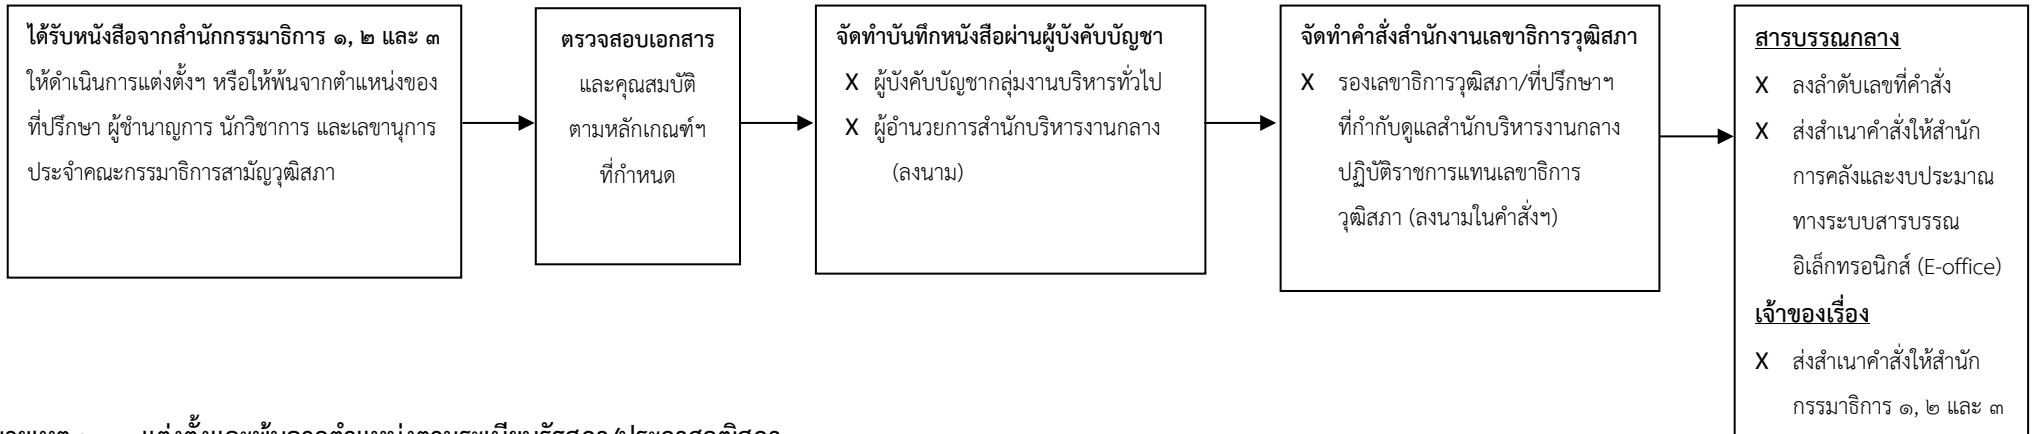 ได้รับหนังสือจากสำนักกรรมาธิการ ๑, ๒ และ ๓
ให้ดำเนินการแต่งตั้งฯ หรือให้พ้นจากตำแหน่งของ
ที่ปรึกษา ผู้ชำนาญการ นักวิชาการ และเลขานุการ
ประจำคณะกรรมาธิการสามัญวุฒิสภา
ตรวจสอบเอกสาร
และคุณสมบัติ
ตามหลักเกณฑ์ฯ
ที่กำหนด
จัดทำบันทึกหนังสือผ่านผู้บังคับบัญชา
X ผู้บังคับบัญชากลุ่มงานบริหารทั่วไป
X ผู้อำนวยการสำนักบริหารงานกลาง
(ลงนาม)
จัดทำคำสั่งสำนักงานเลขาธิการวุฒิสภา
X รองเลขาธิการวุฒิสภา/ที่ปรึกษาฯ
ที่กำกับดูแลสำนักบริหารงานกลาง
ปฏิบัติราชการแทนเลขาธิการ
วุฒิสภา (ลงนามในคำสั่งฯ)
สารบรรณกลาง
X ลงลำดับเลขที่คำสั่ง
X ส่งสำเนาคำสั่งให้สำนัก
การคลังและงบประมาณ
ทางระบบสารบรรณ
อิเล็กทรอนิกส์ (E-office)
เจ้าของเรื่อง
X ส่งสำเนาคำสั่งให้สำนัก
กรรมาธิการ ๑, ๒ และ ๓